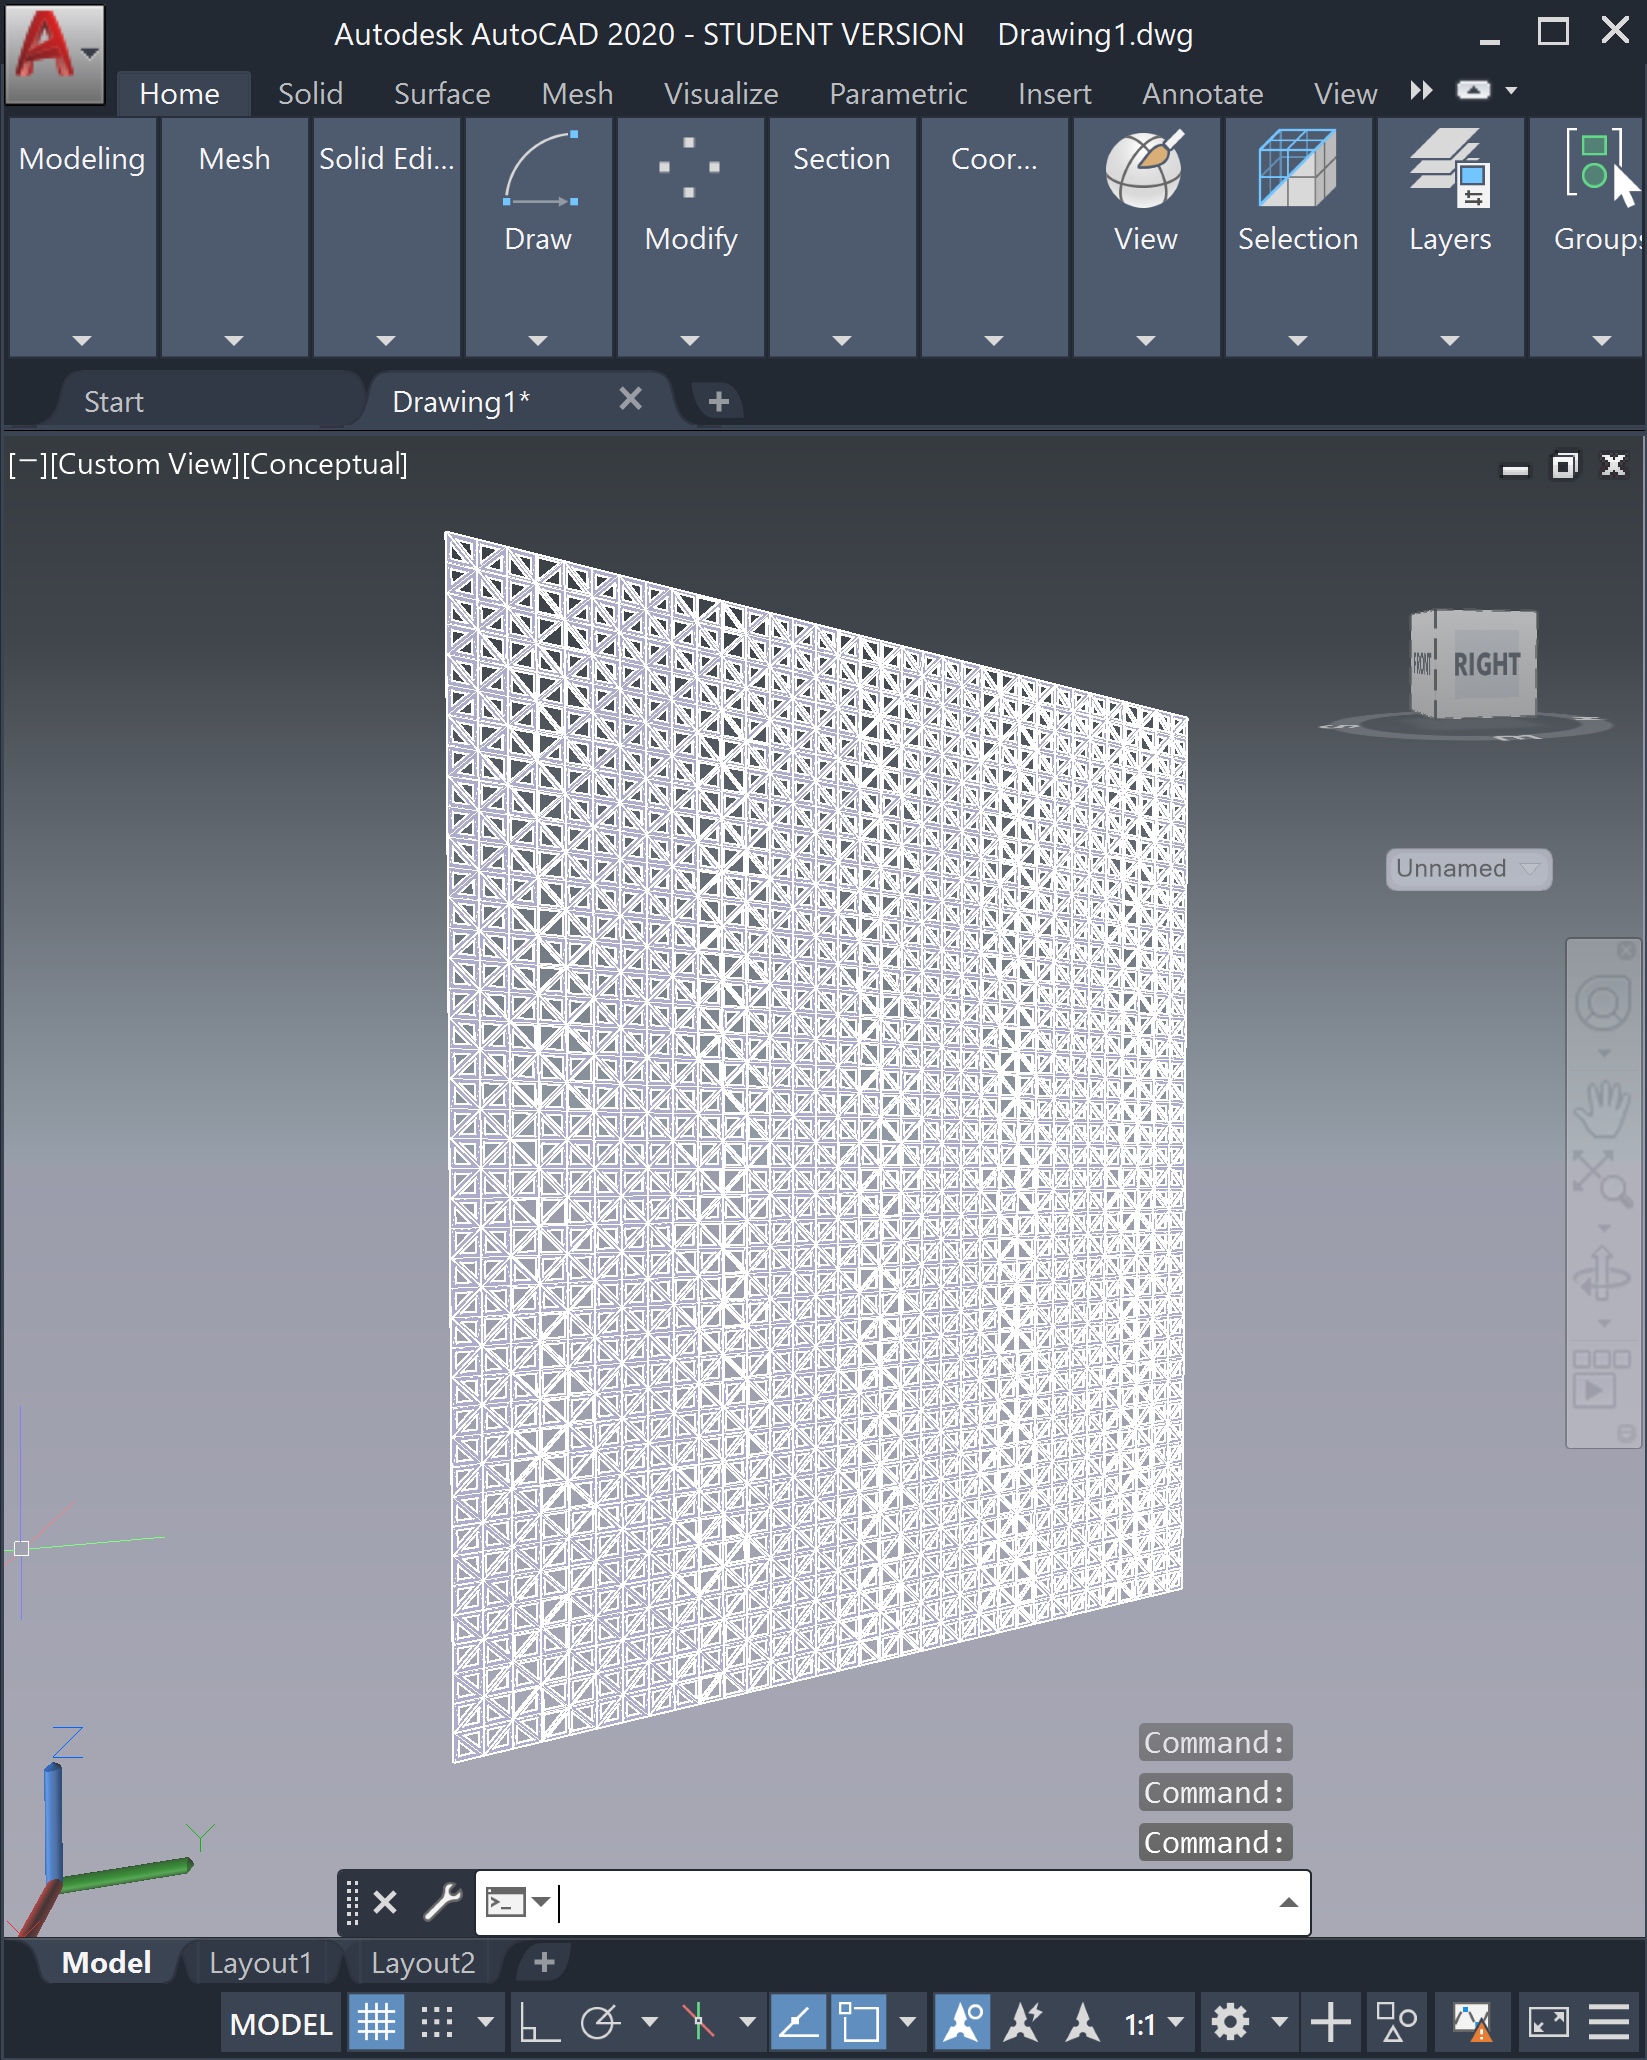 Autodesk AutoCAD 2020 - STUDENT VERSION Drawing1.dwg
Home Solid Surface Mesh Visualize Parametric Insert Annotate View
Modeling Mesh Solid Edi... Draw Modify Section Coor... View Selection Layers Groups
Start Drawing1*
[−][Custom View][Conceptual]
FRONT RIGHT
S E
Unnamed
Z
Y
X
Command:
Command:
Command:
Model Layout1 Layout2
MODEL 1:1